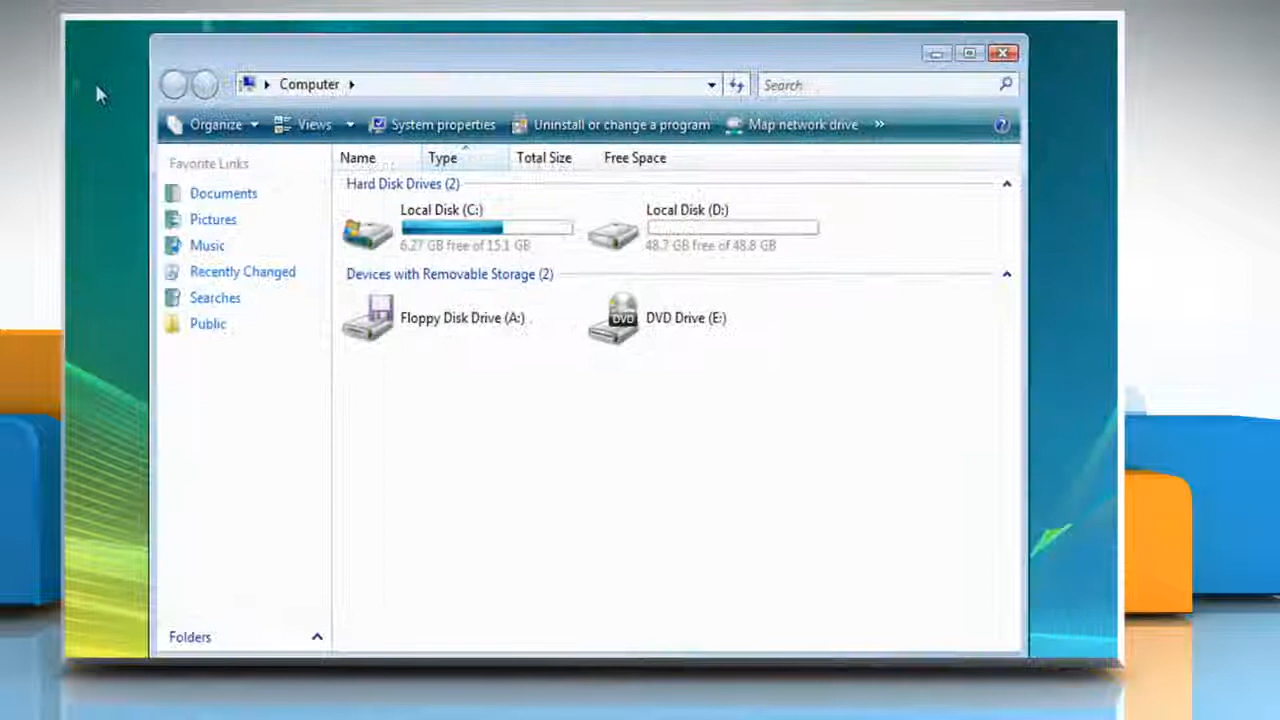 Computer
Search
Organize Views System properties Uninstall or change a program Map network drive »
Favorite Links
Documents
Pictures
Music
Recently Changed
Searches
Public
Folders
Name Type Total Size Free Space
Hard Disk Drives (2)
Local Disk (C:)
6.27 GB free of 15.1 GB
Local Disk (D:)
48.7 GB free of 48.8 GB
Devices with Removable Storage (2)
Floppy Disk Drive (A:)
DVD
DVD Drive (E:)